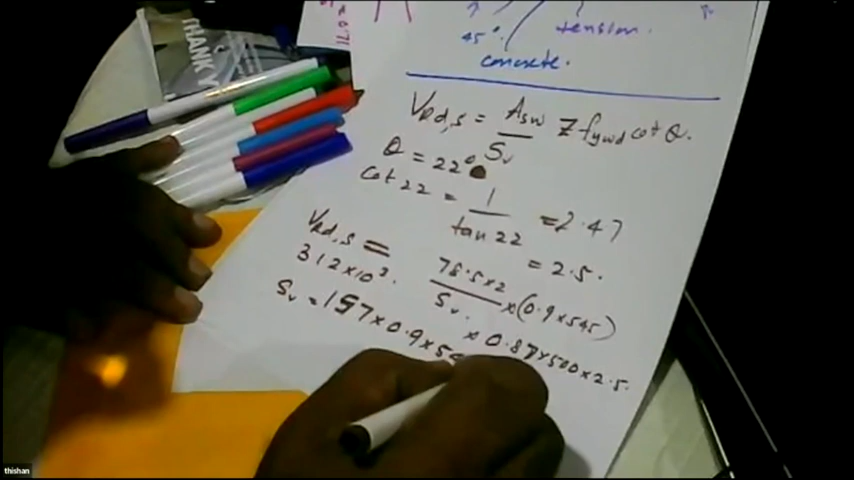 THANK Y
45°
tension.
concrete.
VRd,s = Asw/Sv Z fywd cot θ.
θ = 22°
cot 22 = 1/tan 22 = 2.47
= 2.5.
VRd,s =
312×10³. 78.5×2/Sv. ×(0.9×545)
× 0.87×500×2.5.
Sv = 157×0.9×5
thishan